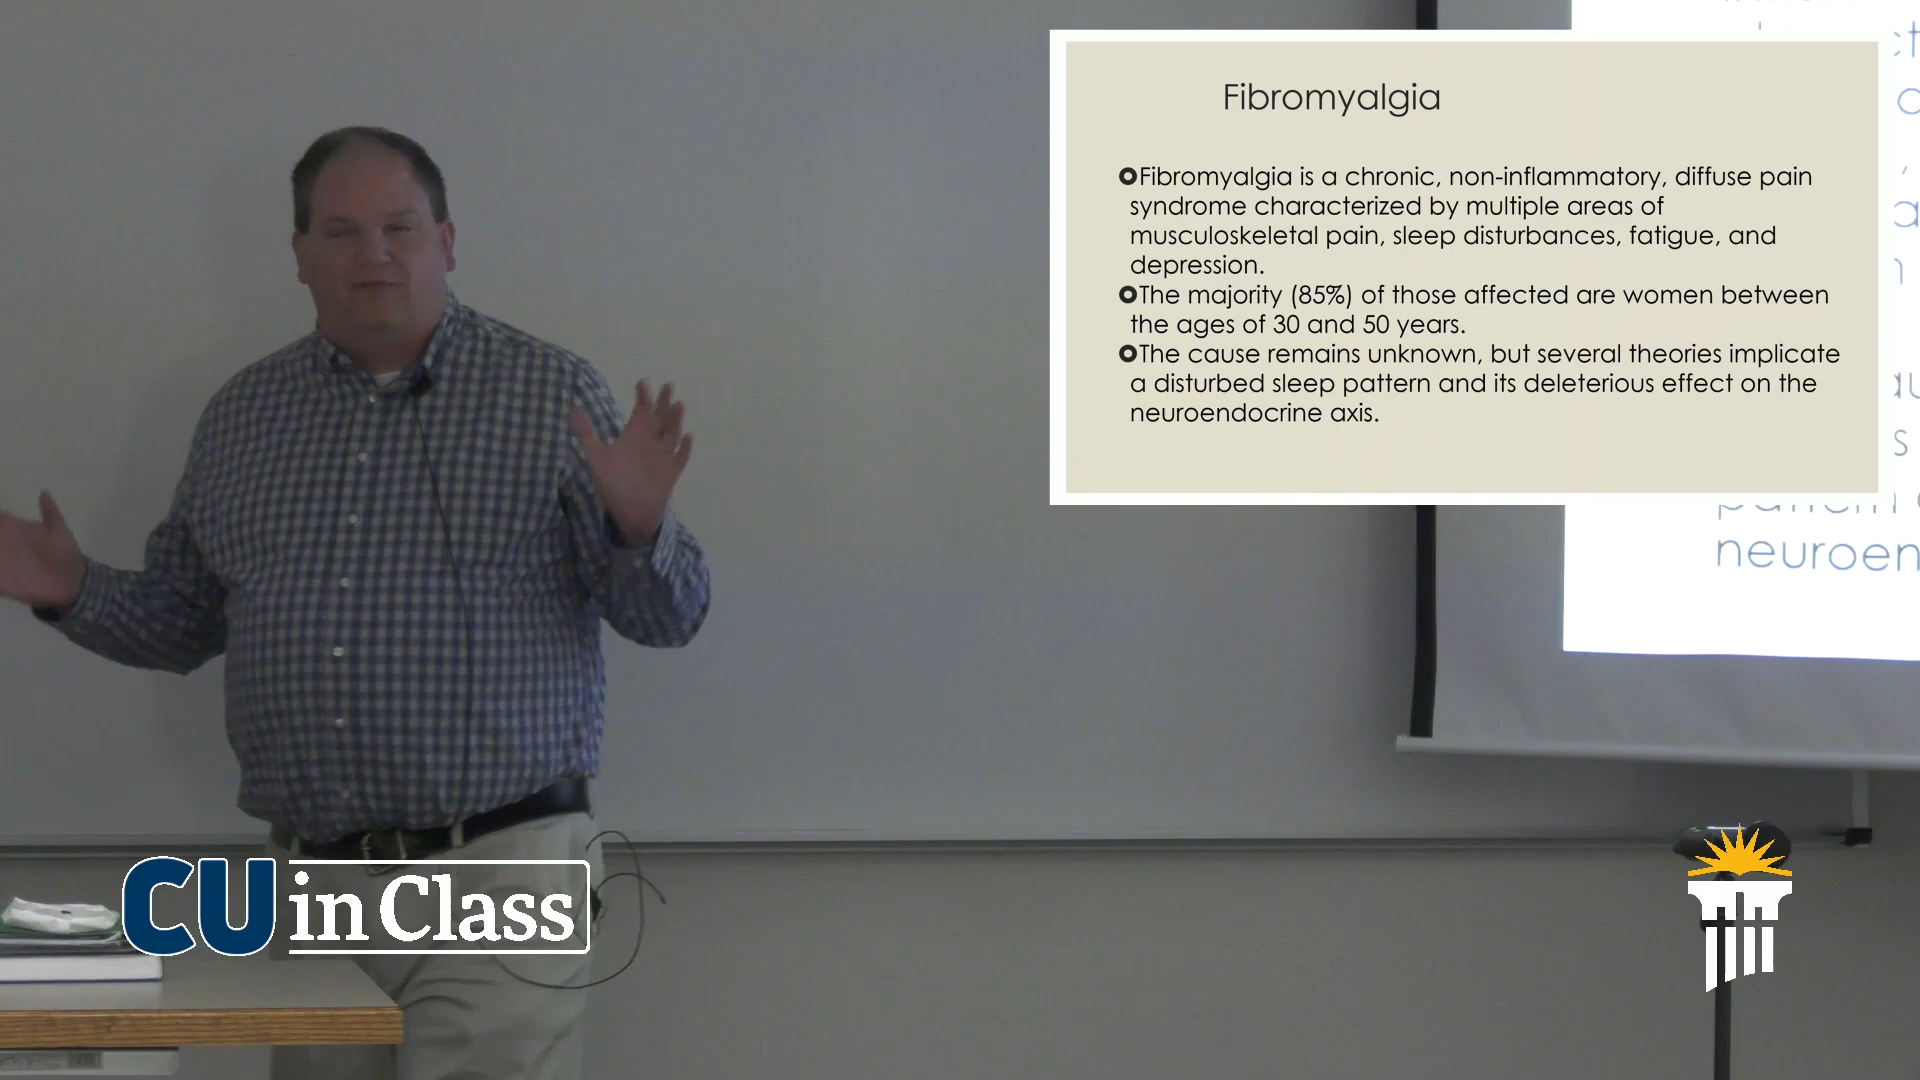 Fibromyalgia
Fibromyalgia is a chronic, non-inflammatory, diffuse pain
syndrome characterized by multiple areas of
musculoskeletal pain, sleep disturbances, fatigue, and
depression.
The majority (85%) of those affected are women between
the ages of 30 and 50 years.
The cause remains unknown, but several theories implicate
a disturbed sleep pattern and its deleterious effect on the
neuroendocrine axis.
neuroen
CU in Class